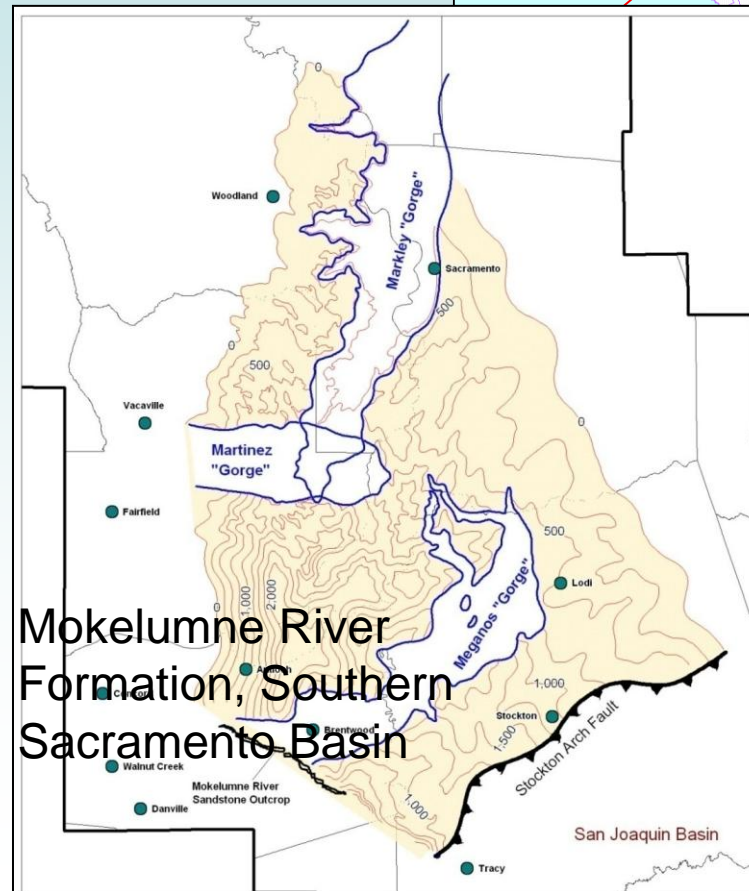 0
Woodland
Markley "Gorge"
Sacramento
500
0
500
Vacaville
0
Martinez
"Gorge"
Fairfield
500
Lodi
Meganos "Gorge"
0
1,000
2,000
Mokelumne River
Formation, Southern
Sacramento Basin
1,000
Stockton
1,500
Stockton Arch Fault
Brentwood
Walnut Creek
Mokelumne River
Sandstone Outcrop
Danville
1,000
San Joaquin Basin
Tracy